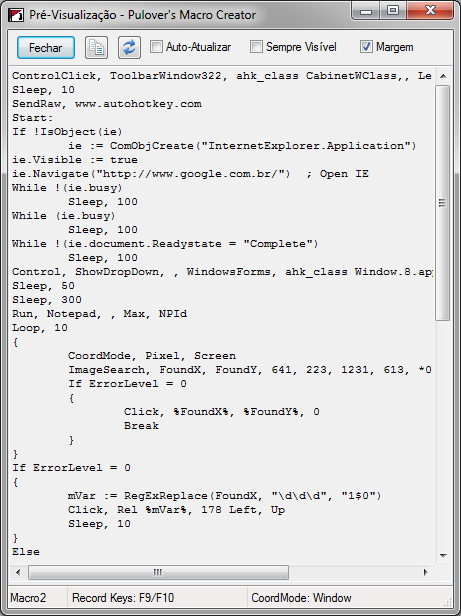 Pré-Visualização - Pulover's Macro Creator
Fechar Auto-Atualizar Sempre Visível Margem
ControlClick, ToolbarWindow322, ahk_class CabinetWClass,, Le
Sleep, 10
SendRaw, www.autohotkey.com
Start:
If !IsObject(ie)
ie := ComObjCreate("InternetExplorer.Application")
ie.Visible := true
ie.Navigate("http://www.google.com.br/")  ; Open IE
While !(ie.busy)
Sleep, 100
While (ie.busy)
Sleep, 100
While !(ie.document.Readystate = "Complete")
Sleep, 100
Control, ShowDropDown, , WindowsForms, ahk_class Window.8.app
Sleep, 50
Sleep, 300
Run, Notepad, , Max, NPId
Loop, 10
{
CoordMode, Pixel, Screen
ImageSearch, FoundX, FoundY, 641, 223, 1231, 613, *0
If ErrorLevel = 0
{
Click, %FoundX%, %FoundY%, 0
Break
}
}
If ErrorLevel = 0
{
mVar := RegExReplace(FoundX, "\d\d\d", "1$0")
Click, Rel %mVar%, 178 Left, Up
Sleep, 10
}
Else
Macro2 Record Keys: F9/F10 CoordMode: Window